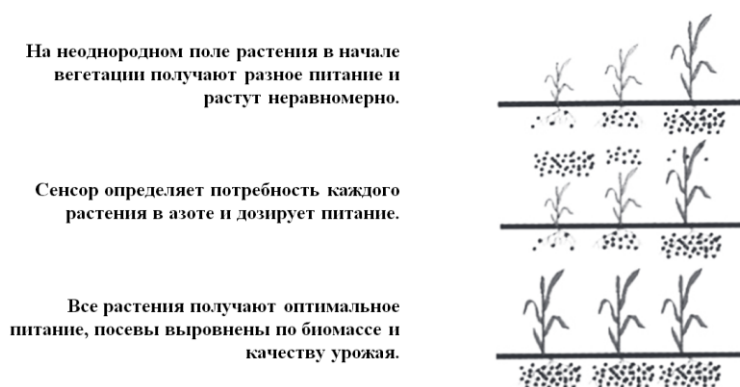 На неоднородном поле растения в начале
вегетации получают разное питание и
растут неравномерно.
Сенсор определяет потребность каждого
растения в азоте и дозирует питание.
Все растения получают оптимальное
питание, посевы выровнены по биомассе и
качеству урожая.